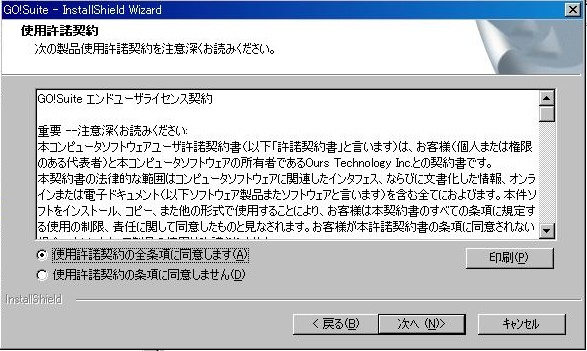 GO!Suite - InstallShield Wizard
使用許諾契約
次の製品使用許諾契約を注意深くお読みください。
GO!Suite エンドユーザライセンス契約
重要 --注意深くお読みください:
本コンピュータソフトウェアユーザ許諾契約書(以下「許諾契約書」と言います)は、お客様(個人または権限
のある代表者)と本コンピュータソフトウェアの所有者であるOurs Technology Inc.との契約書です。
本契約書の法律的な範囲はコンピュータソフトウェアに関連したインタフェス、ならびに文書化した情報、オンラ
インまたは電子ドキュメント(以下ソフトウェア製品またソフトウェアと言います)を含む全てにおよびます。本件ソ
フトをインストール、コピー、また他の形式で使用することにより、お客様は本契約書のすべての条項に規定す
る使用の制限、責任に関して同意したものと見なされます。お客様が本許諾契約書の条項に同意されない
使用許諾契約の全条項に同意します(A)
使用許諾契約の条項に同意しません(D)
印刷(P)
InstallShield
< 戻る(B)
次へ (N)>
キャンセル